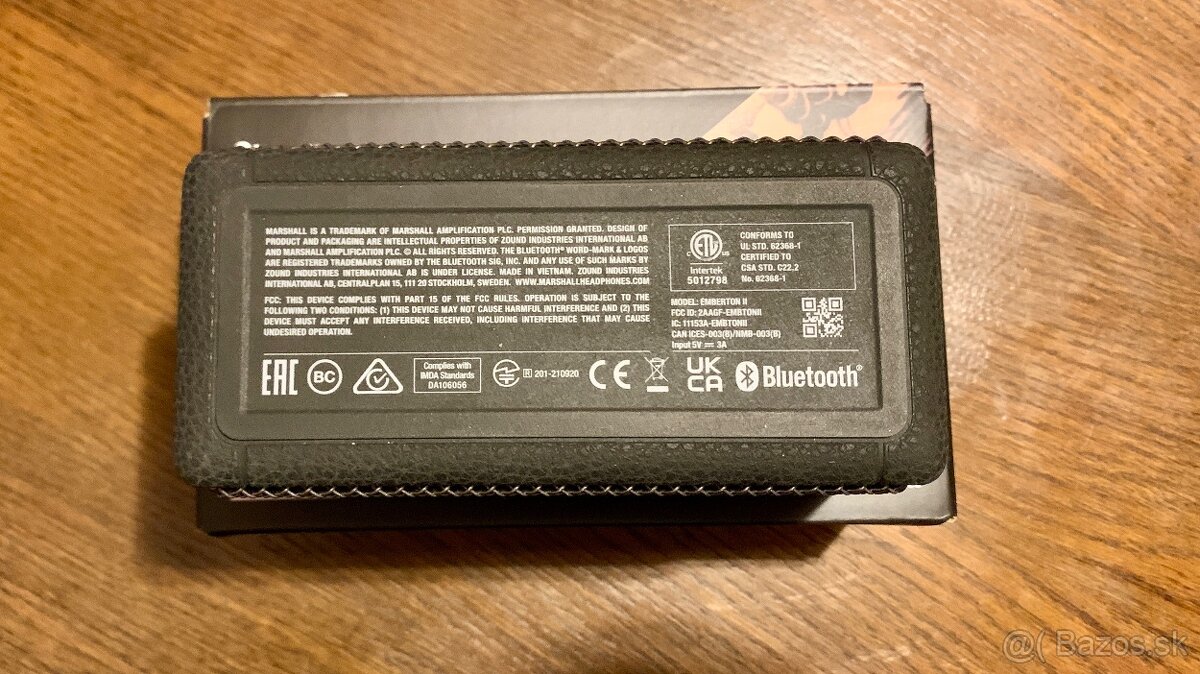 MARSHALL IS A TRADEMARK OF MARSHALL AMPLIFICATION PLC. PERMISSION GRANTED. DESIGN OF
PRODUCT AND PACKAGING ARE INTELLECTUAL PROPERTIES OF ZOUND INDUSTRIES INTERNATIONAL AB
AND MARSHALL AMPLIFICATION PLC. © ALL RIGHTS RESERVED. THE BLUETOOTH® WORD-MARK & LOGOS
ARE REGISTERED TRADEMARKS OWNED BY THE BLUETOOTH SIG, INC. AND ANY USE OF SUCH MARKS BY
ZOUND INDUSTRIES INTERNATIONAL AB IS UNDER LICENSE. MADE IN VIETNAM. ZOUND INDUSTRIES
INTERNATIONAL AB, CENTRALPLAN 15, 111 20 STOCKHOLM, SWEDEN. WWW.MARSHALLHEADPHONES.COM
FCC: THIS DEVICE COMPLIES WITH PART 15 OF THE FCC RULES. OPERATION IS SUBJECT TO THE
FOLLOWING TWO CONDITIONS: (1) THIS DEVICE MAY NOT CAUSE HARMFUL INTERFERENCE AND (2) THIS
DEVICE MUST ACCEPT ANY INTERFERENCE RECEIVED, INCLUDING INTERFERENCE THAT MAY CAUSE
UNDESIRED OPERATION.
ETL
c us
Intertek
5012798
CONFORMS TO
UL STD. 62368-1
CERTIFIED TO
CSA STD. C22.2
No. 62368-1
MODEL: EMBERTON II
FCC ID: 2AAGF-EMBTONII
IC: 11153A-EMBTONII
CAN ICES-003(B)/NMB-003(B)
Input 5V ⎓ 3A
EAC
BC
Complies with
IMDA Standards
DA106056
R 201-210920
CE
UK
CA
Bluetooth®
@( Bazos.sk